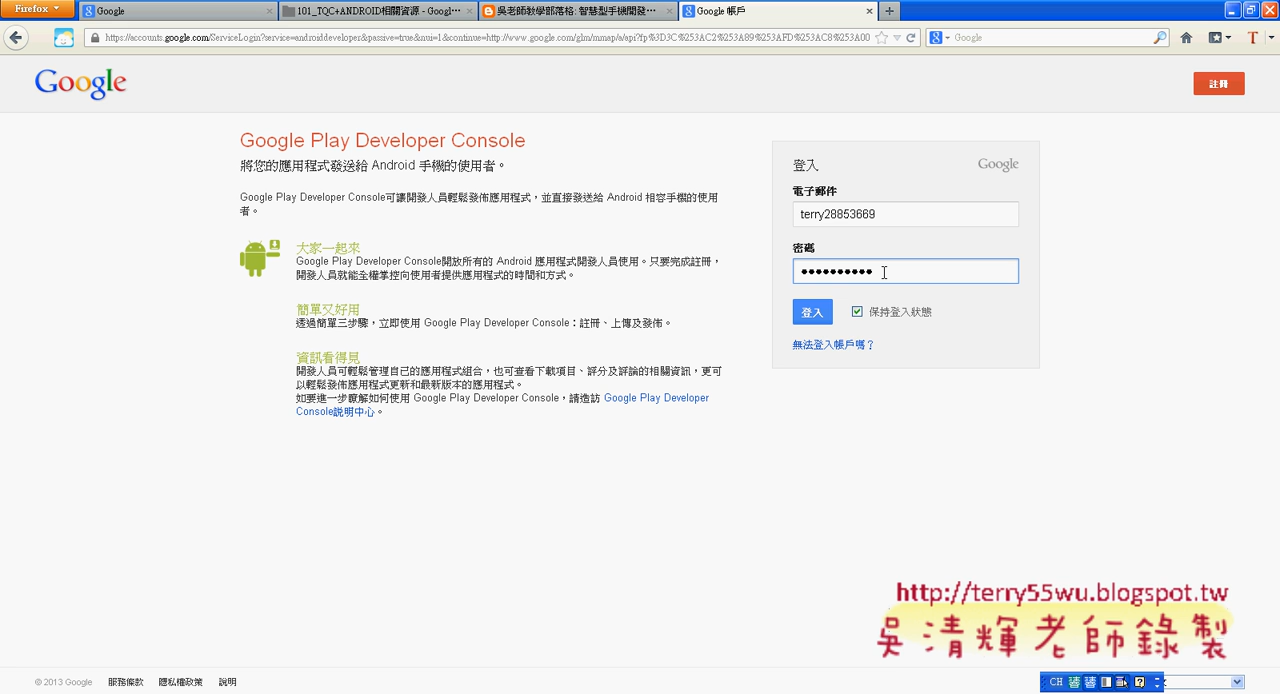 Firefox
Google
101_TQC+ANDROID相關資源 - Googl...
吳老師教學部落格: 智慧型手機開發...
Google 帳戶
https://accounts.google.com/ServiceLogin?service=androiddeveloper&passive=true&nui=1&continue=http://www.google.com/glm/mmap/a/api?fp%3D3C%253AC2%253A89%253AFD%253AC8%253A00
Google
Google
註冊
Google Play Developer Console
將您的應用程式發送給 Android 手機的使用者。
Google Play Developer Console可讓開發人員輕鬆發佈應用程式，並直接發送給 Android 相容手機的使用
者。
大家一起來
Google Play Developer Console開放所有的 Android 應用程式開發人員使用。只要完成註冊，
開發人員就能全權掌控向使用者提供應用程式的時間和方式。
簡單又好用
透過簡單三步驟，立即使用 Google Play Developer Console：註冊、上傳及發佈。
資訊看得見
開發人員可輕鬆管理自己的應用程式組合，也可查看下載項目、評分及評論的相關資訊，更可
以輕鬆發佈應用程式更新和最新版本的應用程式。
如要進一步瞭解如何使用 Google Play Developer Console，請造訪 Google Play Developer
Console說明中心。
登入
Google
電子郵件
terry28853669
密碼
登入
保持登入狀態
無法登入帳戶嗎？
http://terry55wu.blogspot.tw
吳清輝老師錄製
© 2013 Google
服務條款
隱私權政策
說明
CH